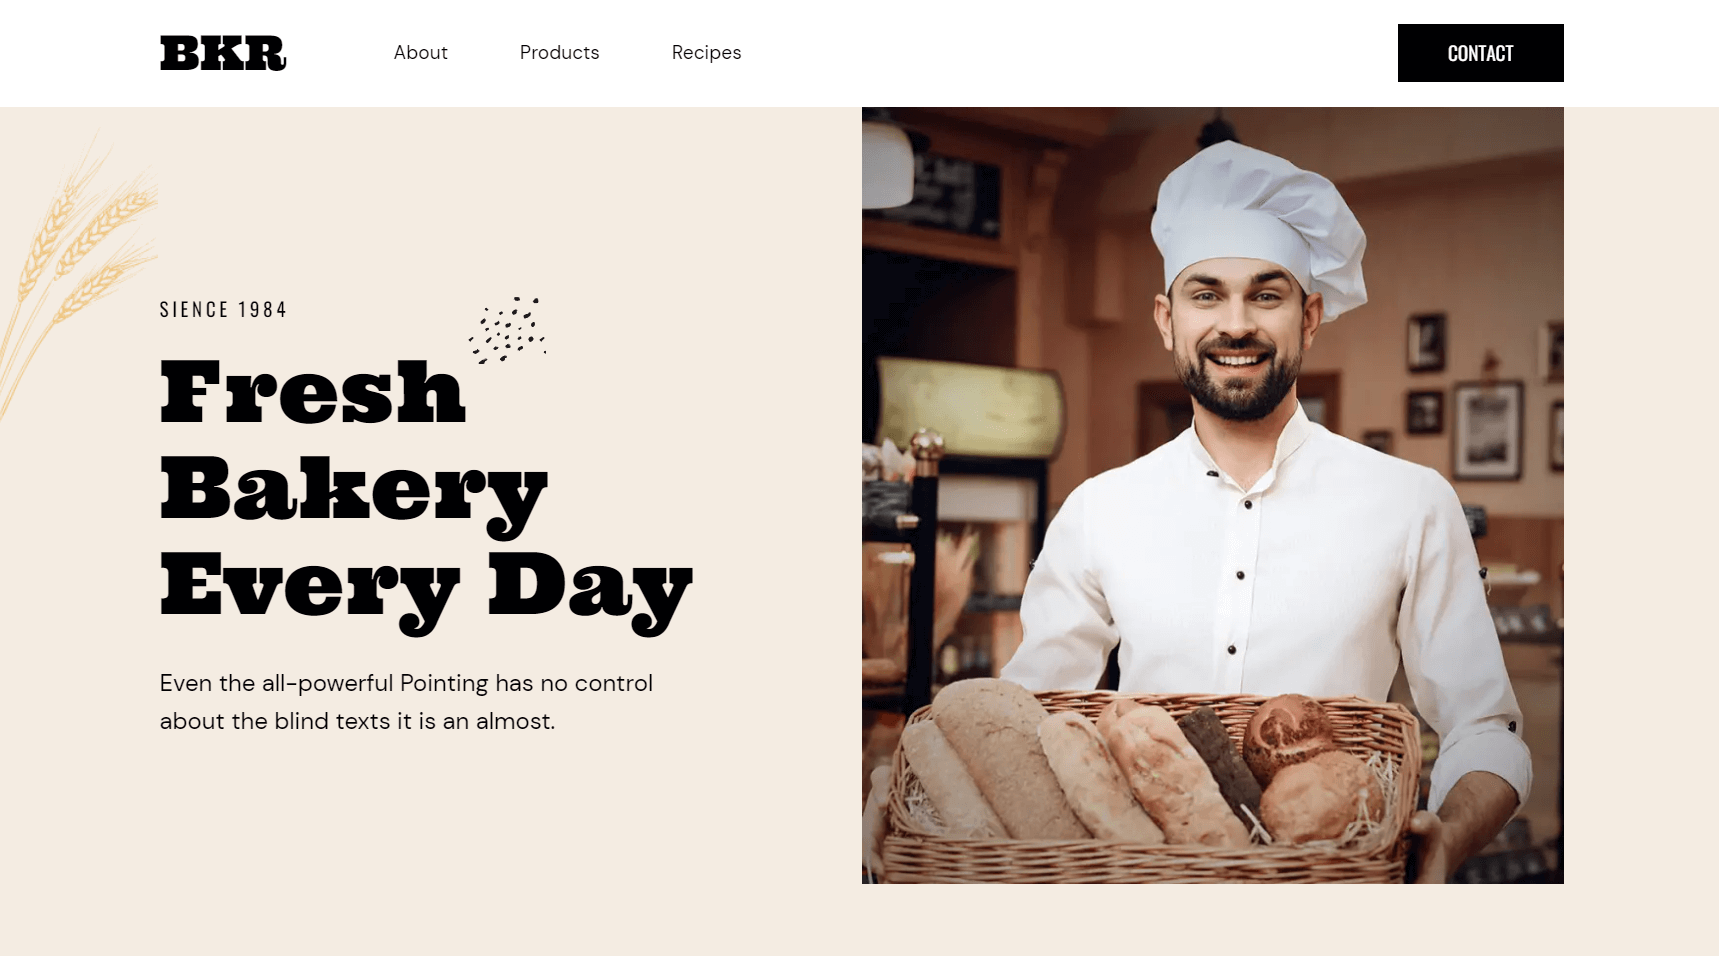 BKR
About
Products
Recipes
CONTACT
SIENCE 1984
Fresh
Bakery
Every Day
Even the all-powerful Pointing has no control
about the blind texts it is an almost.